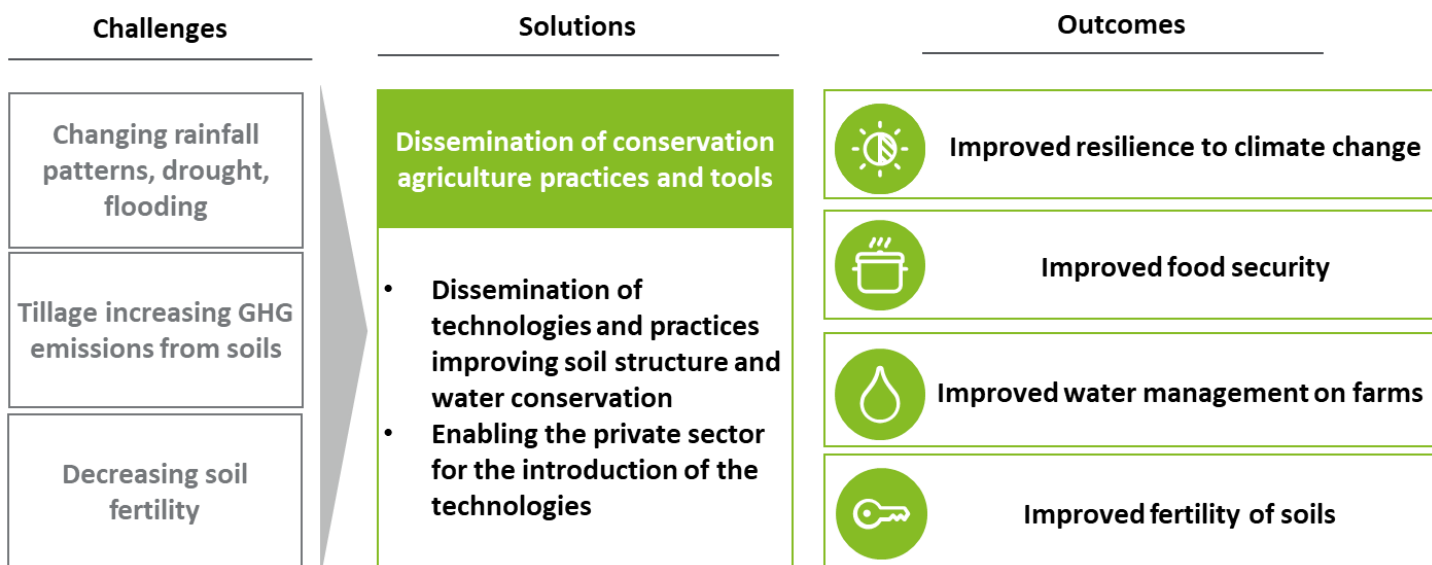 Challenges
Changing rainfall
patterns, drought,
flooding
Tillage increasing GHG
emissions from soils
Decreasing soil
fertility
Solutions
Dissemination of conservation
agriculture practices and tools
• Dissemination of
technologies and practices
improving soil structure and
water conservation
• Enabling the private sector
for the introduction of the
technologies
Outcomes
Improved resilience to climate change
Improved food security
Improved water management on farms
Improved fertility of soils